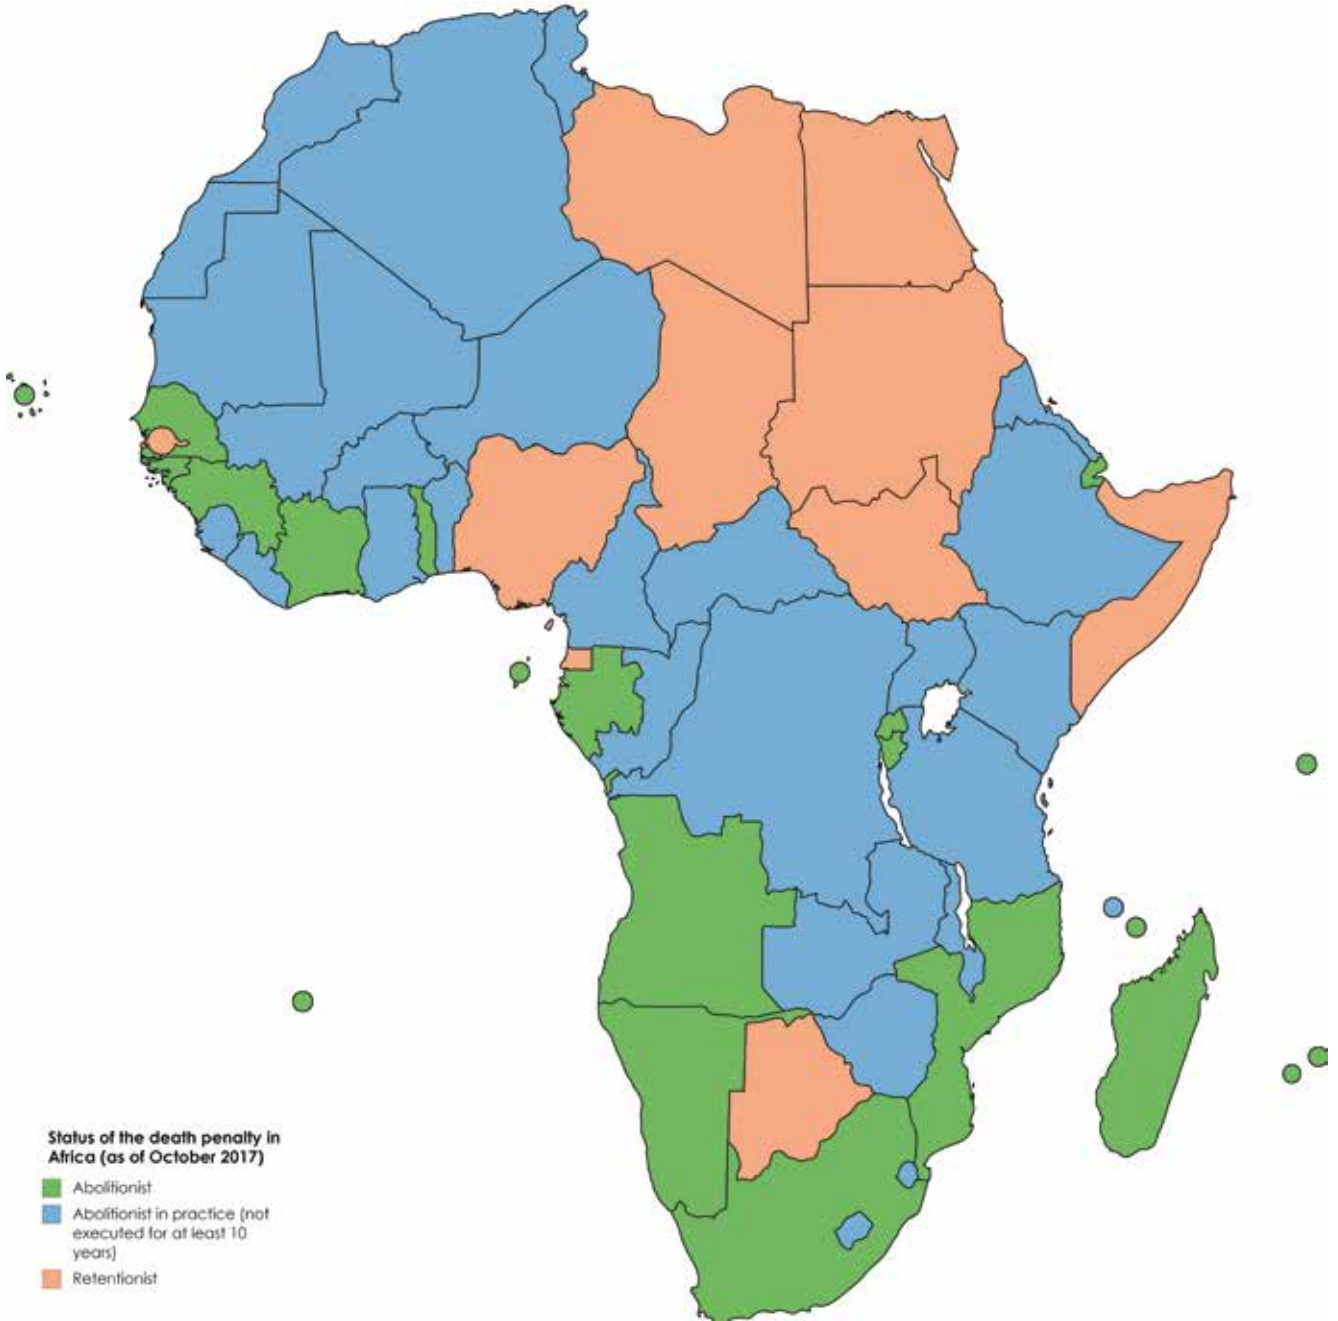 Status of the death penalty in
Africa (as of October 2017)
Abolitionist
Abolitionist in practice (not
executed for at least 10
years)
Retentionist